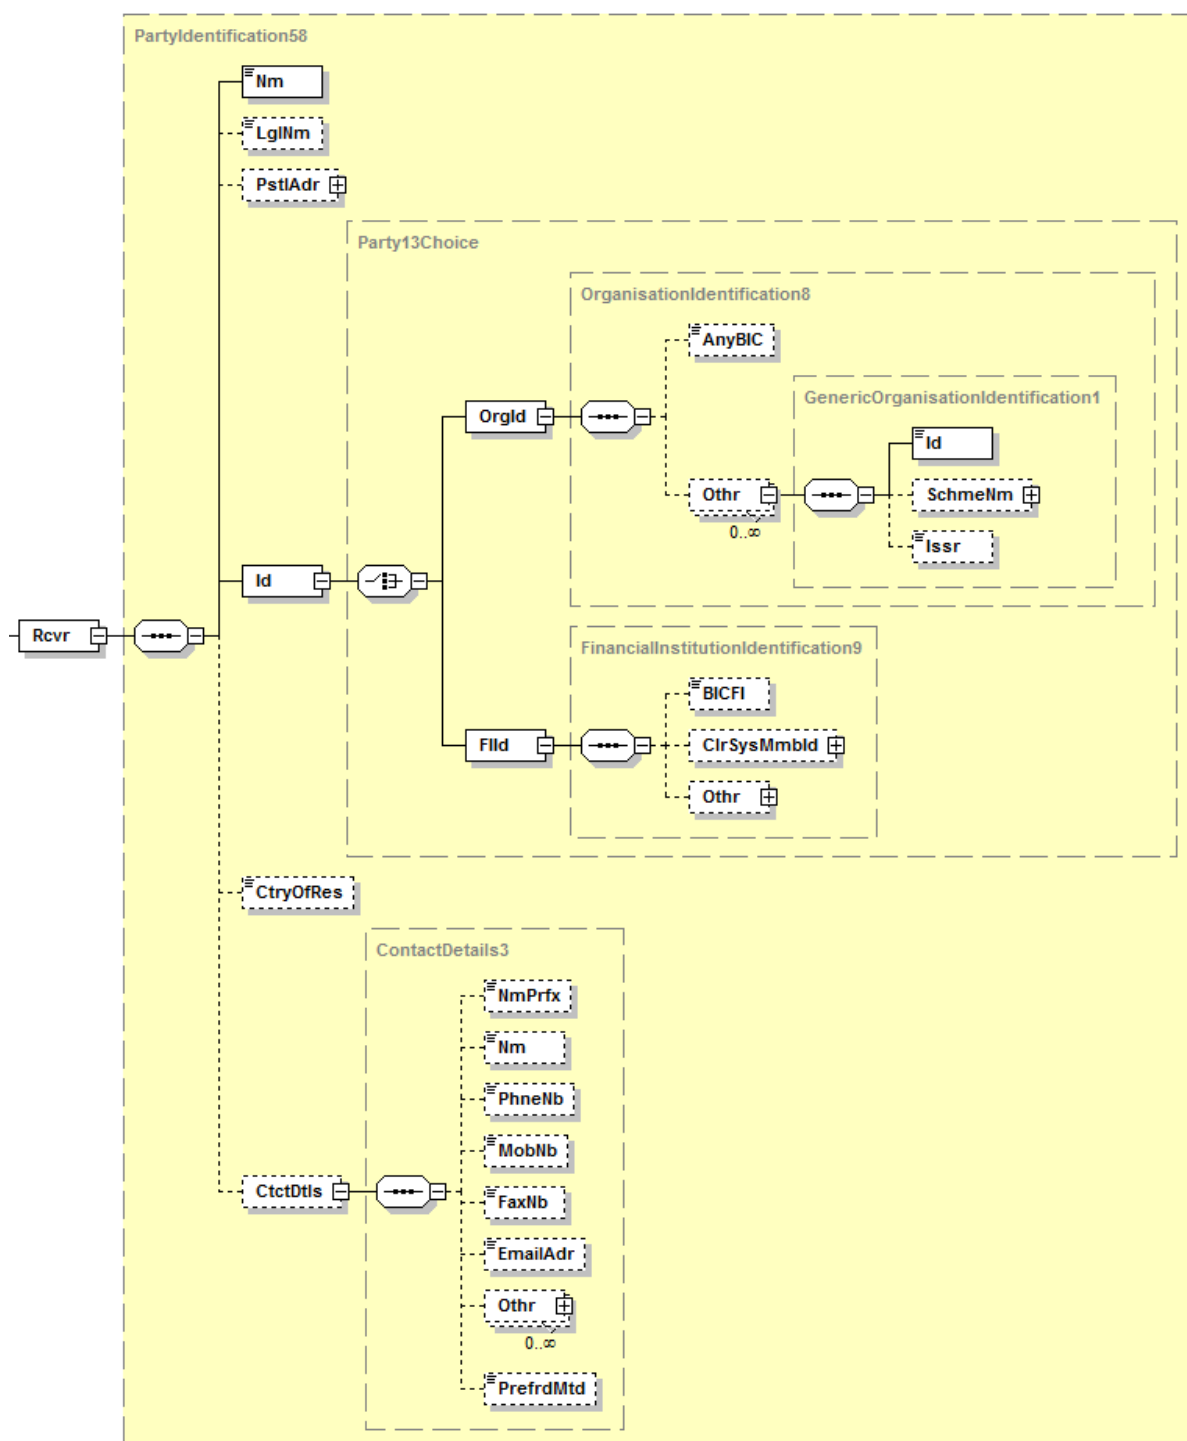 PartyIdentification58
Nm
LglNm
PstlAdr
Party13Choice
OrganisationIdentification8
AnyBIC
GenericOrganisationIdentification1
OrgId
Id
Othr
SchmeNm
0..∞
Issr
Id
Rcvr
FinancialInstitutionIdentification9
BICFI
FIId
ClrSysMmbId
Othr
CtryOfRes
ContactDetails3
NmPrfx
Nm
PhneNb
MobNb
CtctDtls
FaxNb
EmailAdr
Othr
0..∞
PrefrdMtd